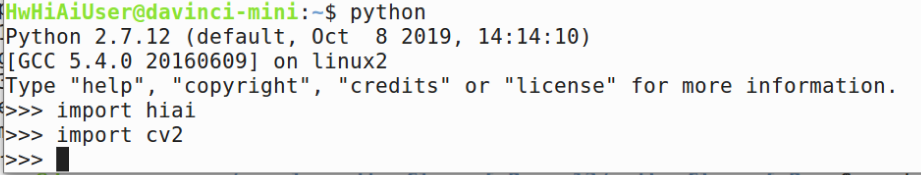 HwHiAiUser@davinci-mini:~$ python
Python 2.7.12 (default, Oct  8 2019, 14:14:10)
[GCC 5.4.0 20160609] on linux2
Type "help", "copyright", "credits" or "license" for more information.
>>> import hiai
>>> import cv2
>>>